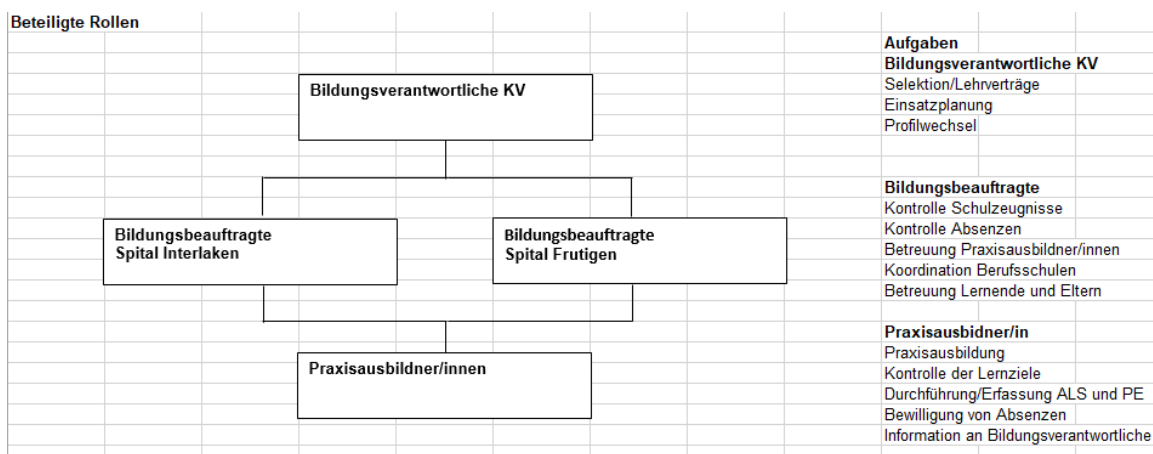 Beteiligte Rollen
Bildungsverantwortliche KV
Bildungsbeauftragte
Spital Interlaken
Bildungsbeauftragte
Spital Frutigen
Praxisausbildner/innen
Aufgaben
Bildungsverantwortliche KV
Selektion/Lehrverträge
Einsatzplanung
Profilwechsel
Bildungsbeauftragte
Kontrolle Schulzeugnisse
Kontrolle Absenzen
Betreuung Praxisausbildner/innen
Koordination Berufsschulen
Betreuung Lernende und Eltern
Praxisausbidner/in
Praxisausbildung
Kontrolle der Lernziele
Durchführung/Erfassung ALS und PE
Bewilligung von Absenzen
Information an Bildungsverantwortliche